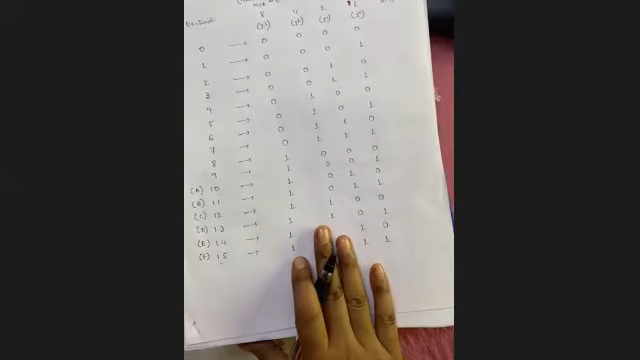 MSB
8 4 2 1
Decimal (2³) (2²) (2¹) (2⁰)
0 → 0 0 0 0
1 → 0 0 0 1
2 → 0 0 1 0
3 → 0 0 1 1
4 → 0 1 0 0
5 → 0 1 0 1
6 → 0 1 1 0
7 → 0 1 1 1
8 → 1 0 0 0
9 → 1 0 0 1
(A) 10 → 1 0 1 0
(B) 11 → 1 0 1 1
(C) 12 → 1 1 0 0
(D) 13 → 1 1 0 1
(E) 14 → 1 1 0
(F) 15 → 1 1 1